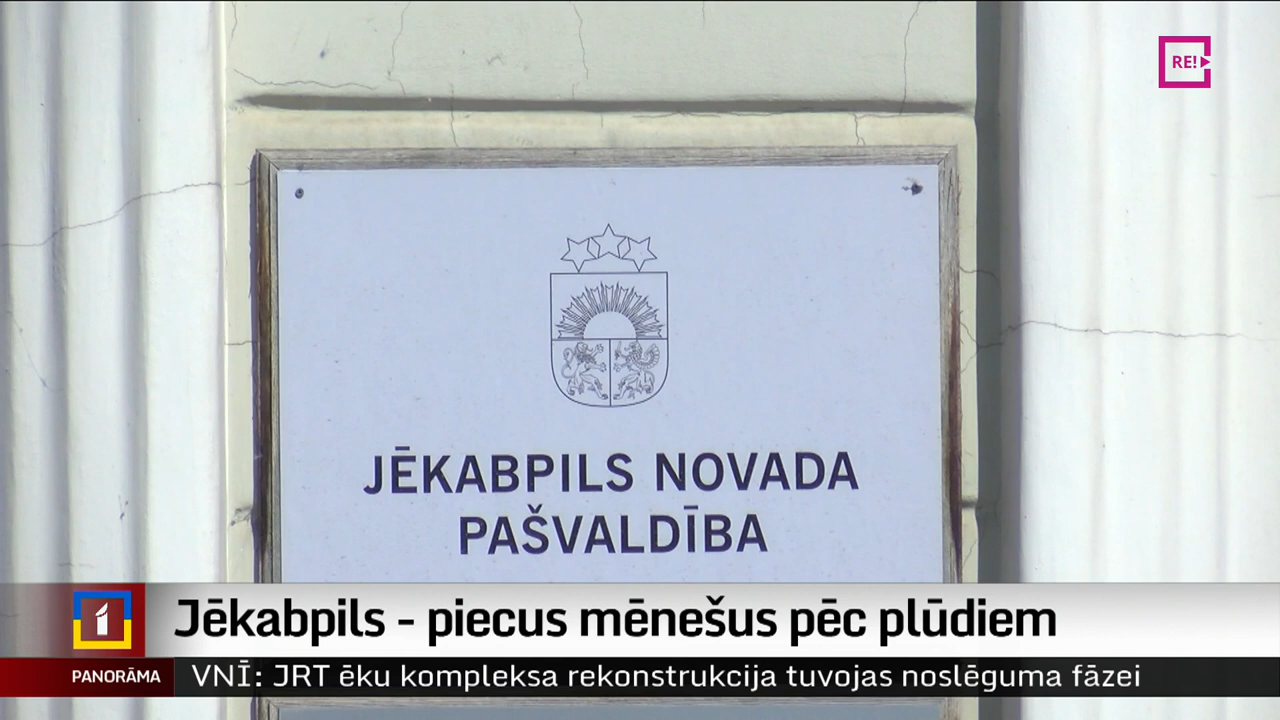 RE!
JĒKABPILS NOVADA
PAŠVALDĪBA
1
Jēkabpils - piecus mēnešus pēc plūdiem
PANORĀMA
VNĪ: JRT ēku kompleksa rekonstrukcija tuvojas noslēguma fāzei